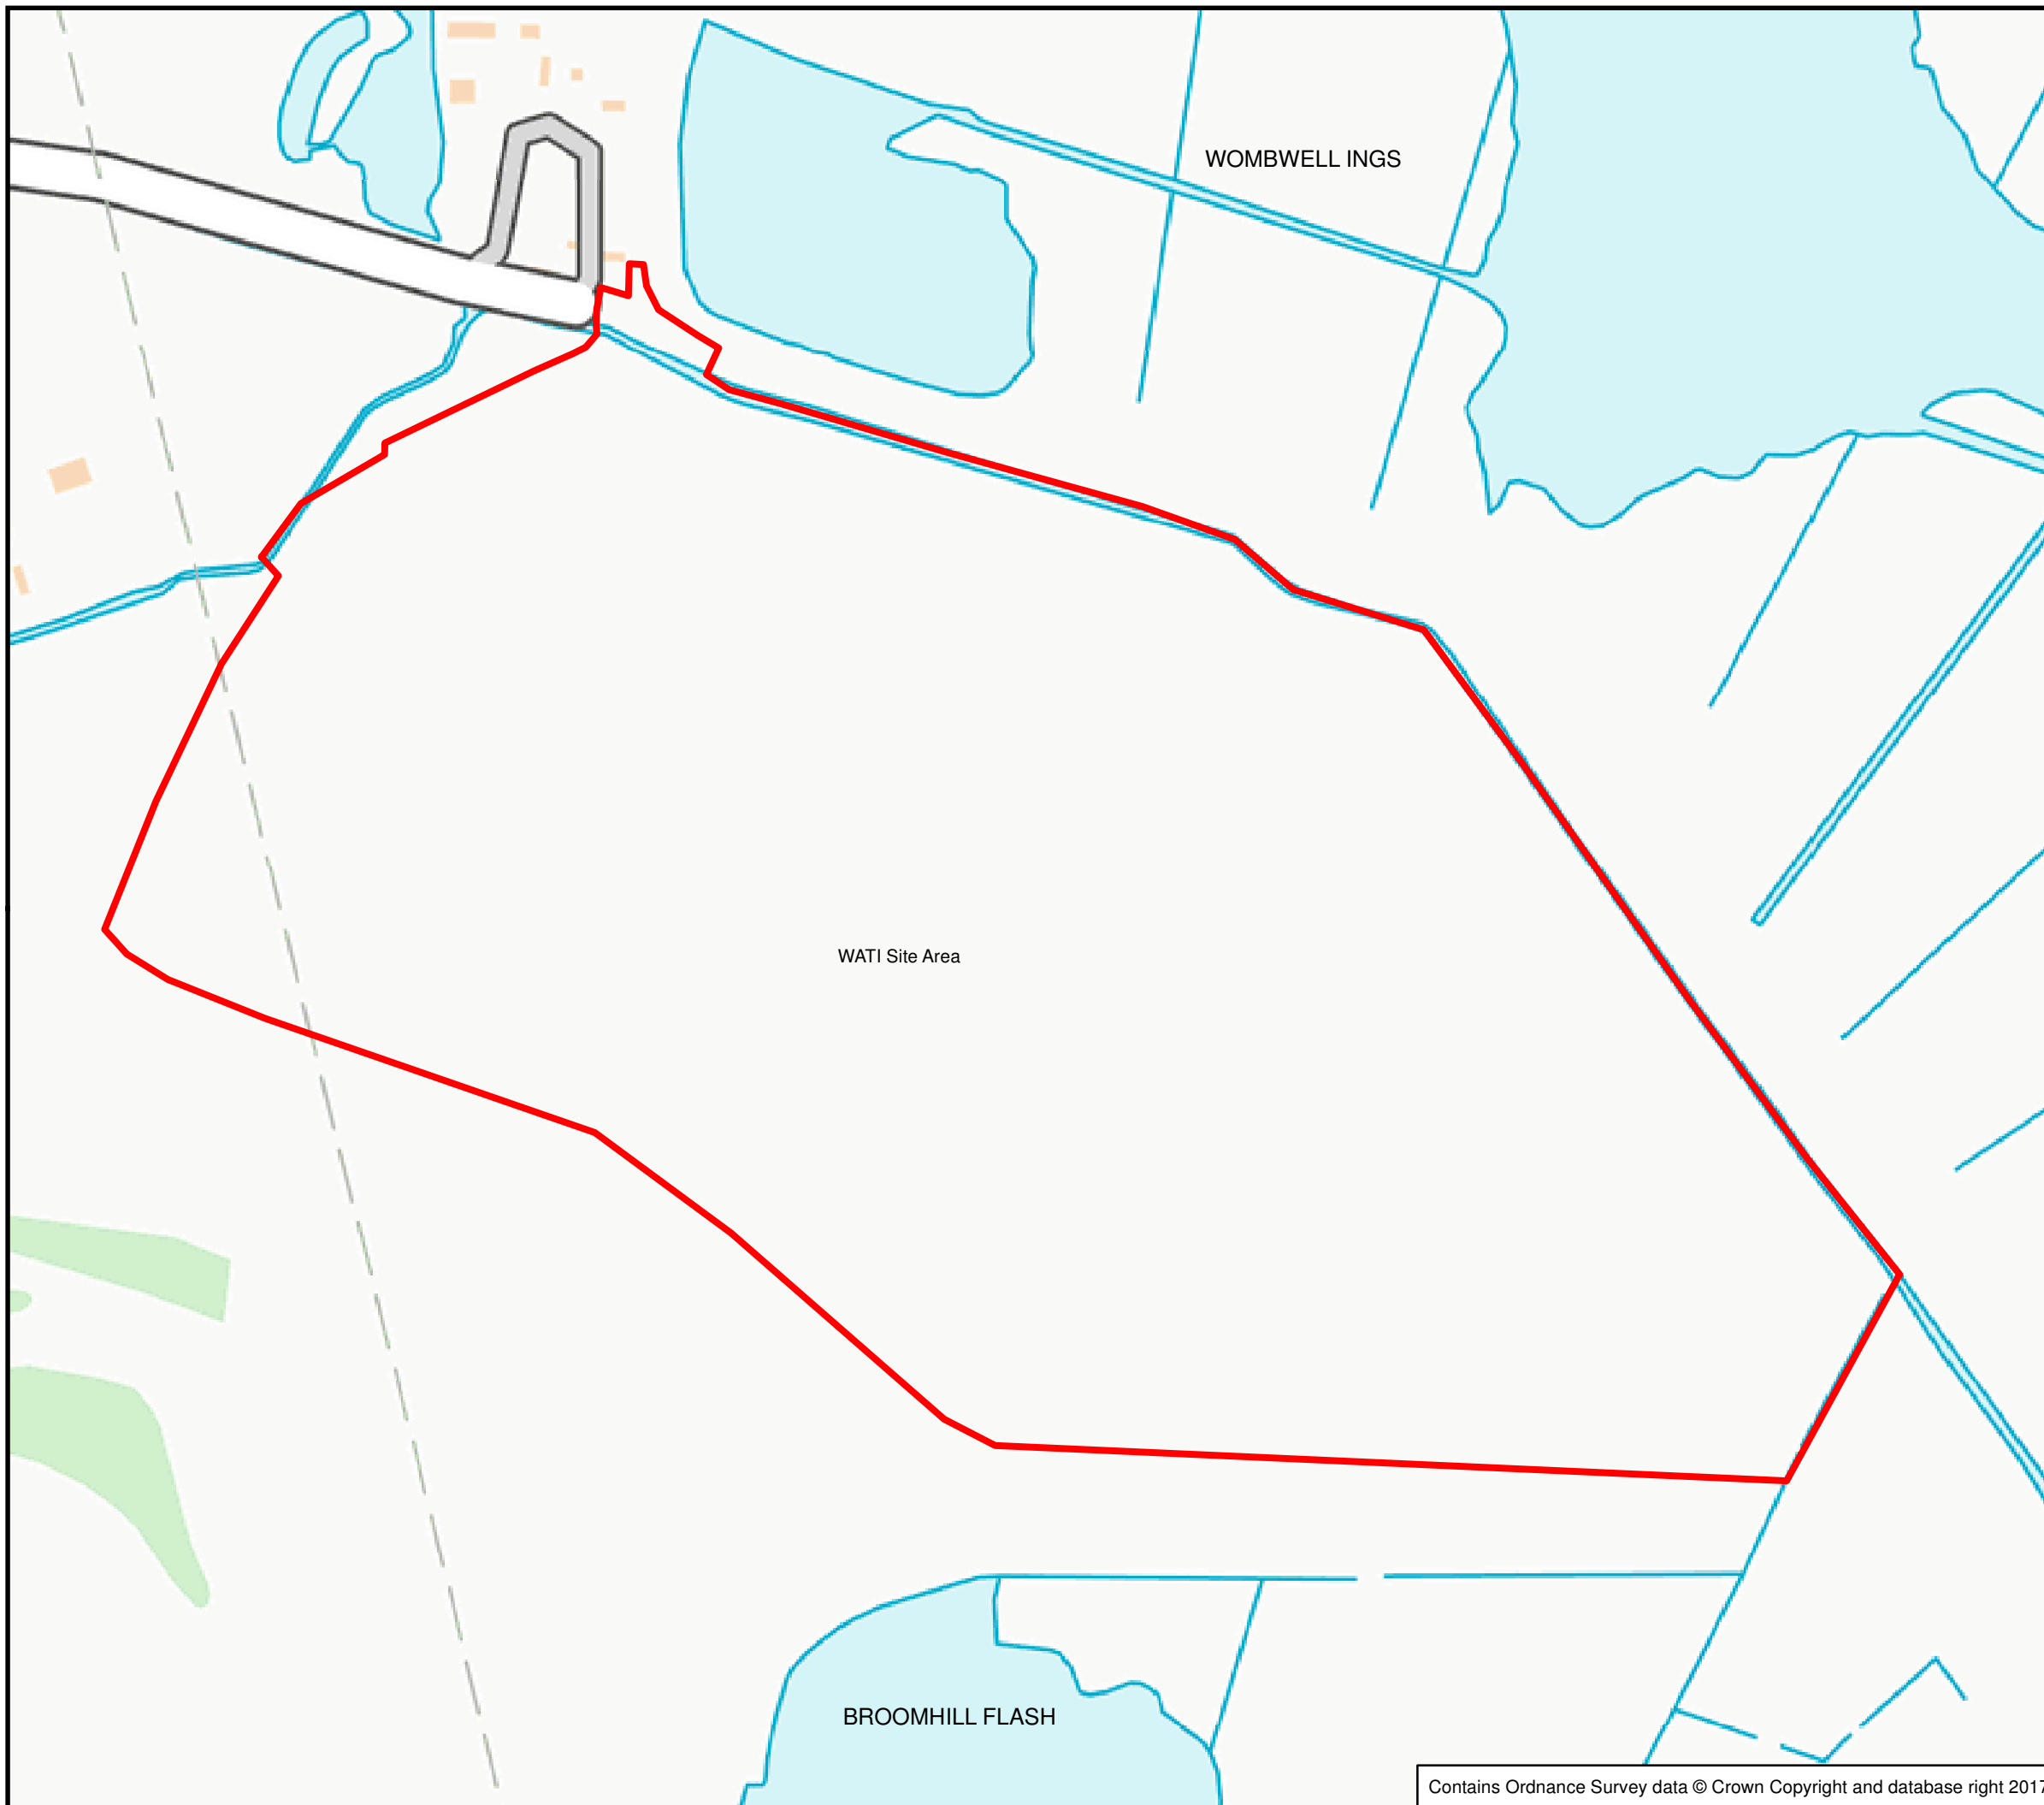 WOMBWELL INGS
WATI Site Area
BROOMHILL FLASH
Contains Ordnance Survey data © Crown Copyright and database right 2017